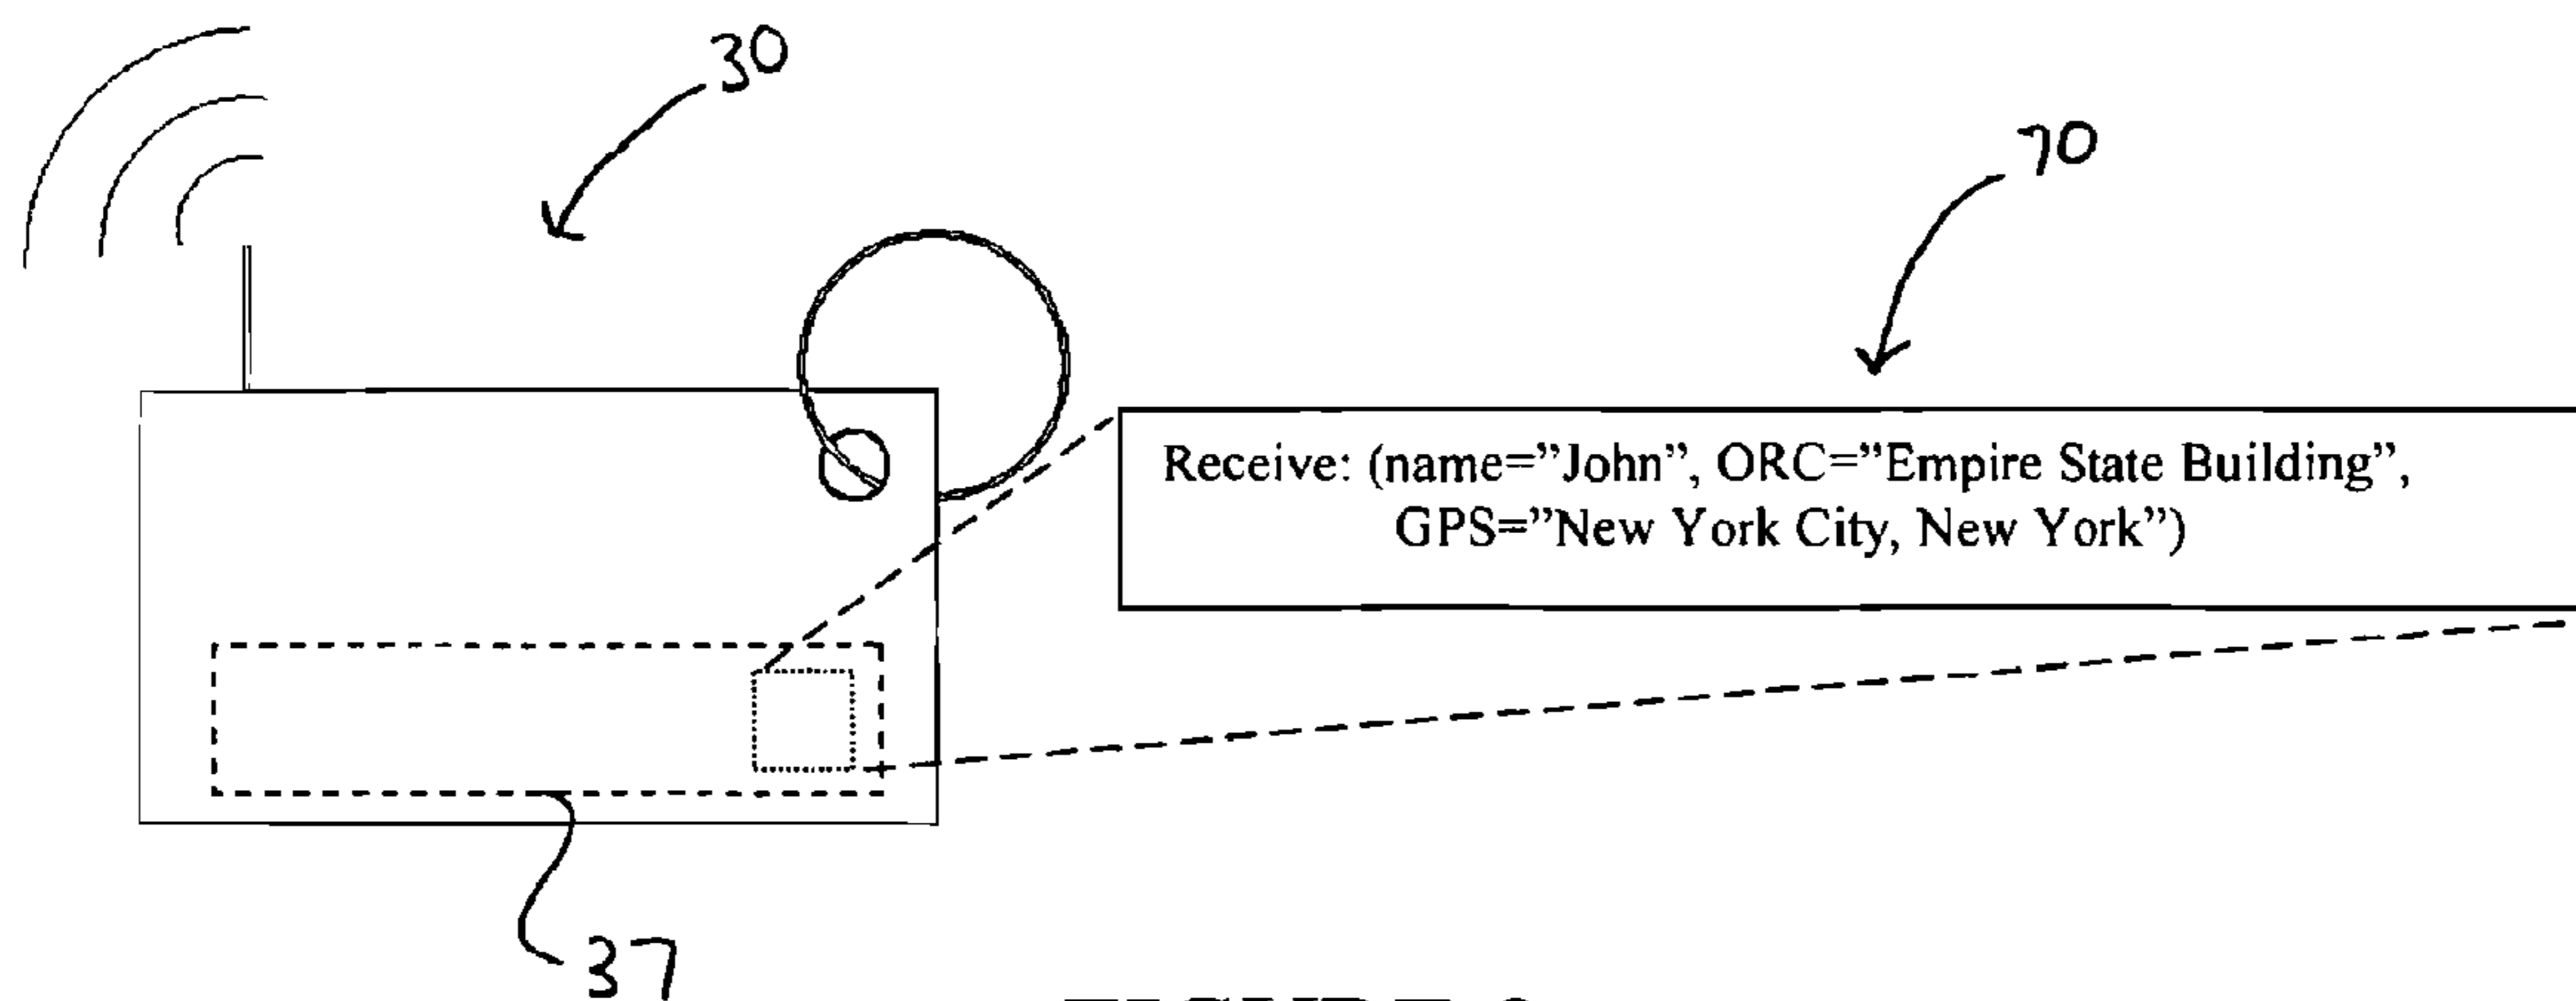 30
70
Receive: (name=”John”, ORC=”Empire State Building”,
GPS=”New York City, New York”)
37